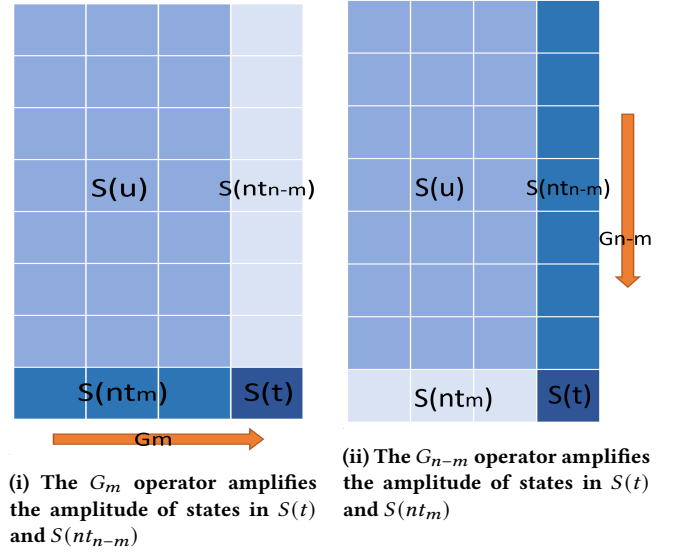 S(u)
S(ntn-m)
S(ntm)
S(t)
Gm
(i) The Gm operator amplifies
the amplitude of states in S(t)
and S(ntn−m)
S(u)
S(ntn-m)
Gn-m
S(ntm)
S(t)
(ii) The Gn−m operator amplifies
the amplitude of states in S(t)
and S(ntm)